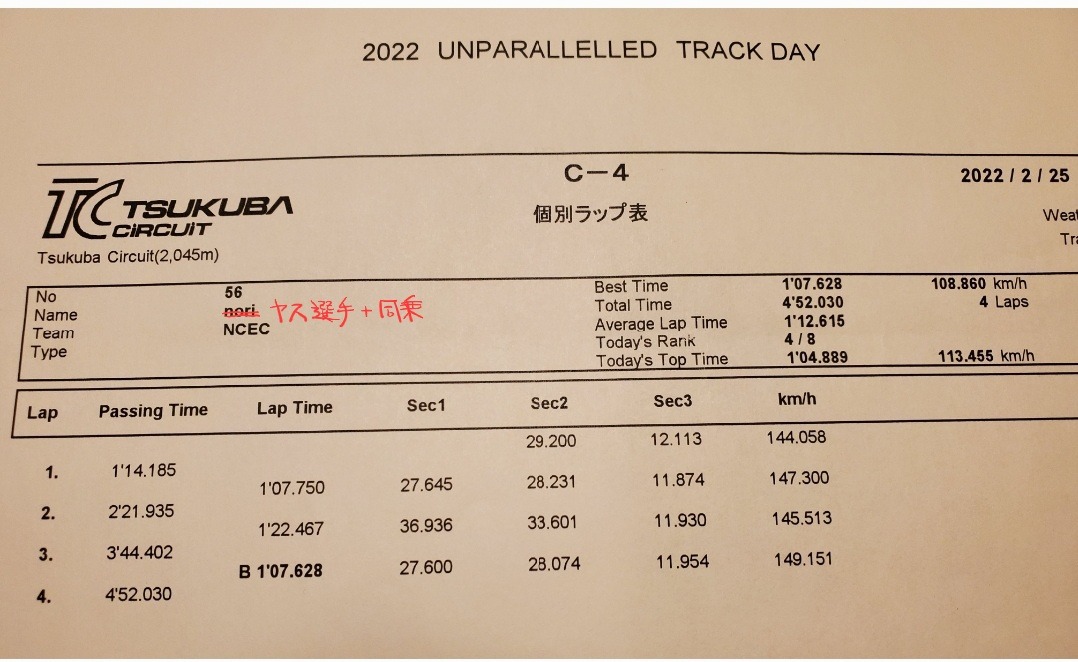 2022 UNPARALLELLED TRACK DAY
C-4
2022 / 2 / 25
TC TSUKUBA CiRCUiT
個別ラップ表
Tsukuba Circuit(2,045m)
No 56 Best Time 1'07.628 108.860 km/h
Name nori ヤス選手+同乗 Total Time 4'52.030 4 Laps
Team NCEC Average Lap Time 1'12.615
Type Today's Rank 4 / 8
Today's Top Time 1'04.889 113.455 km/h
Lap Passing Time Lap Time Sec1 Sec2 Sec3 km/h
29.200 12.113 144.058
1. 1'14.185
1'07.750 27.645 28.231 11.874 147.300
2. 2'21.935
1'22.467 36.936 33.601 11.930 145.513
3. 3'44.402
B 1'07.628 27.600 28.074 11.954 149.151
4. 4'52.030